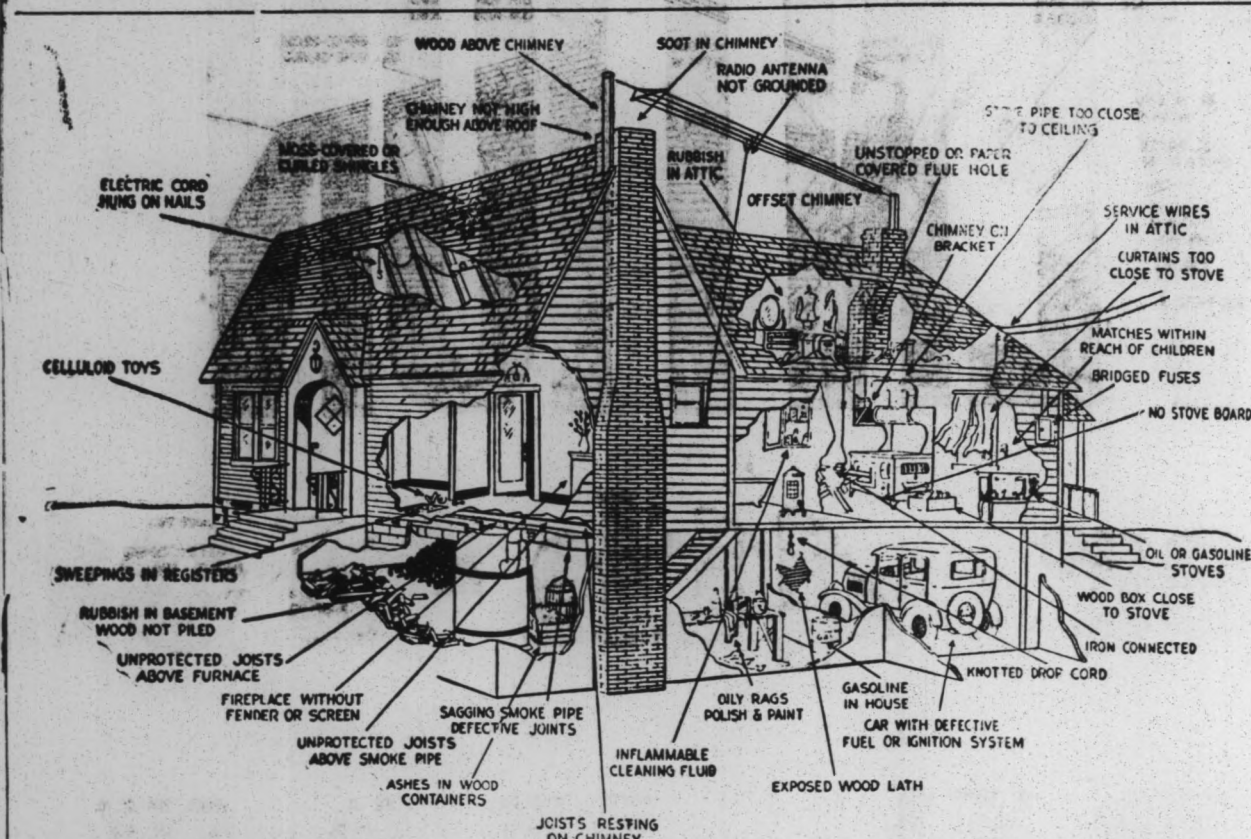 WOOD ABOVE CHIMNEY
SOOT IN CHIMNEY
RADIO ANTENNA
NOT GROUNDED
CHIMNEY NOT HIGH
ENOUGH ABOVE ROOF
PIPE TOO CLOSE
TO CEILING
MOSS-COVERED OR
CURLED SHINGLES
RUBBISH
IN ATTIC
UNSTOPPED OR PAPER
COVERED FLUE HOLE
ELECTRIC CORD
HUNG ON NAILS
OFFSET CHIMNEY
SERVICE WIRES
IN ATTIC
CHIMNEY ON
BRACKET
CURTAINS TOO
CLOSE TO STOVE
MATCHES WITHIN
REACH OF CHILDREN
CELLULOID TOYS
BRIDGED FUSES
NO STOVE BOARD
SWEEPINGS IN REGISTERS
OIL OR GASOLINE
STOVES
RUBBISH IN BASEMENT
WOOD NOT PILED
WOOD BOX CLOSE
TO STOVE
UNPROTECTED JOISTS
ABOVE FURNACE
IRON CONNECTED
KNOTTED DROP CORD
FIREPLACE WITHOUT
FENDER OR SCREEN
SAGGING SMOKE PIPE
DEFECTIVE JOINTS
OILY RAGS
POLISH & PAINT
GASOLINE
IN HOUSE
CAR WITH DEFECTIVE
FUEL OR IGNITION SYSTEM
UNPROTECTED JOISTS
ABOVE SMOKE PIPE
INFLAMMABLE
CLEANING FLUID
ASHES IN WOOD
CONTAINERS
EXPOSED WOOD LATH
JOISTS RESTING
ON CHIMNEY